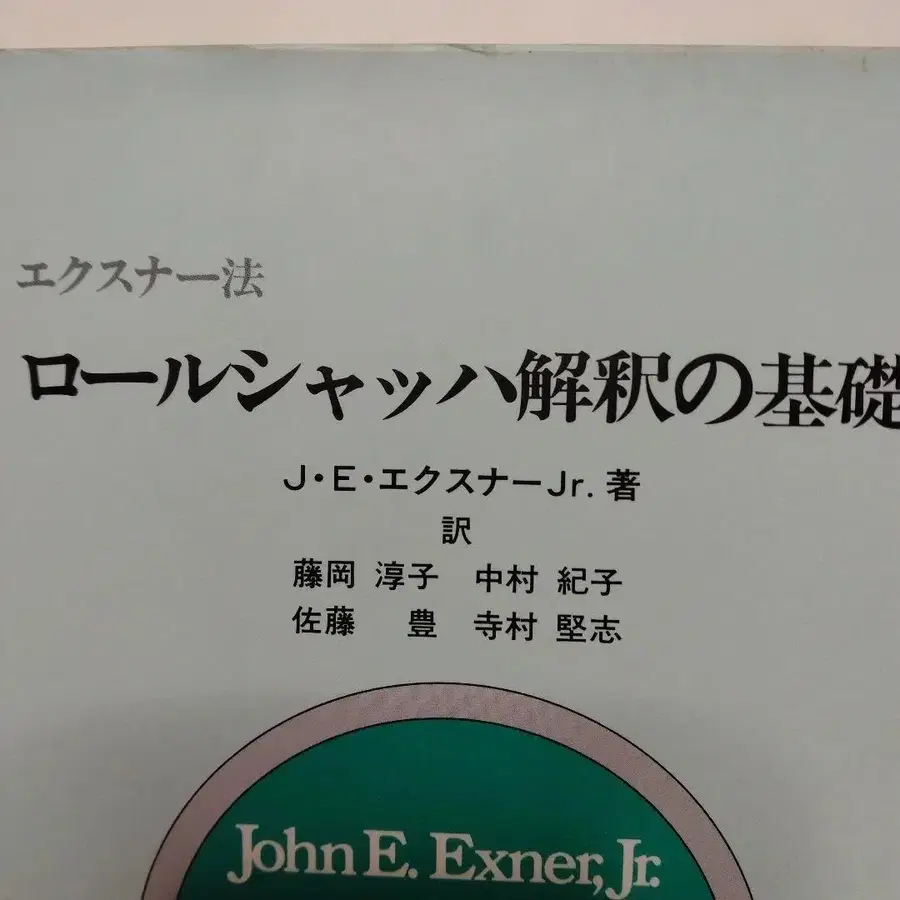 エクスナー法
ロールシャッハ解釈の基礎
J・E・エクスナーJr. 著
訳
藤岡 淳子 中村 紀子
佐藤 豊 寺村 堅志
John E. Exner, Jr.